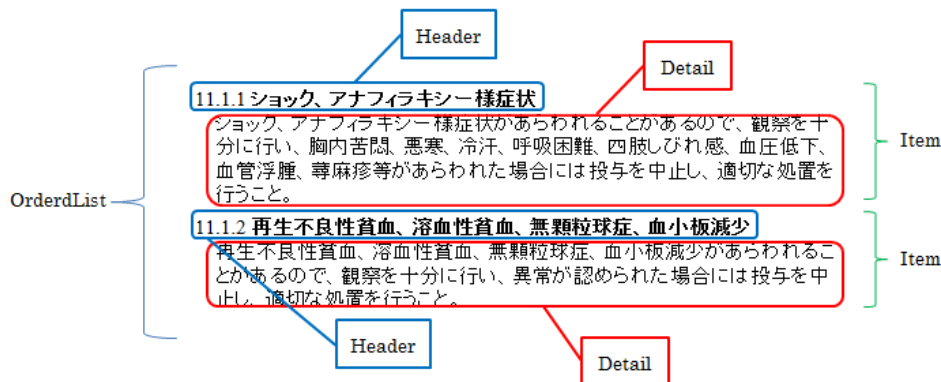 Header
Detail
11.1.1 ショック、アナフィラキシー様症状
ショック、アナフィラキシー様症状があらわれることがあるので、観察を十
分に行い、胸内苦悶、悪寒、冷汗、呼吸困難、四肢しびれ感、血圧低下、
血管浮腫、蕁麻疹等があらわれた場合には投与を中止し、適切な処置を
行うこと。
Item
OrderdList
11.1.2 再生不良性貧血、溶血性貧血、無顆粒球症、血小板減少
再生不良性貧血、溶血性貧血、無顆粒球症、血小板減少があらわれるこ
とがあるので、観察を十分に行い、異常が認められた場合には投与を中
止し、適切な処置を行うこと。
Item
Header
Detail